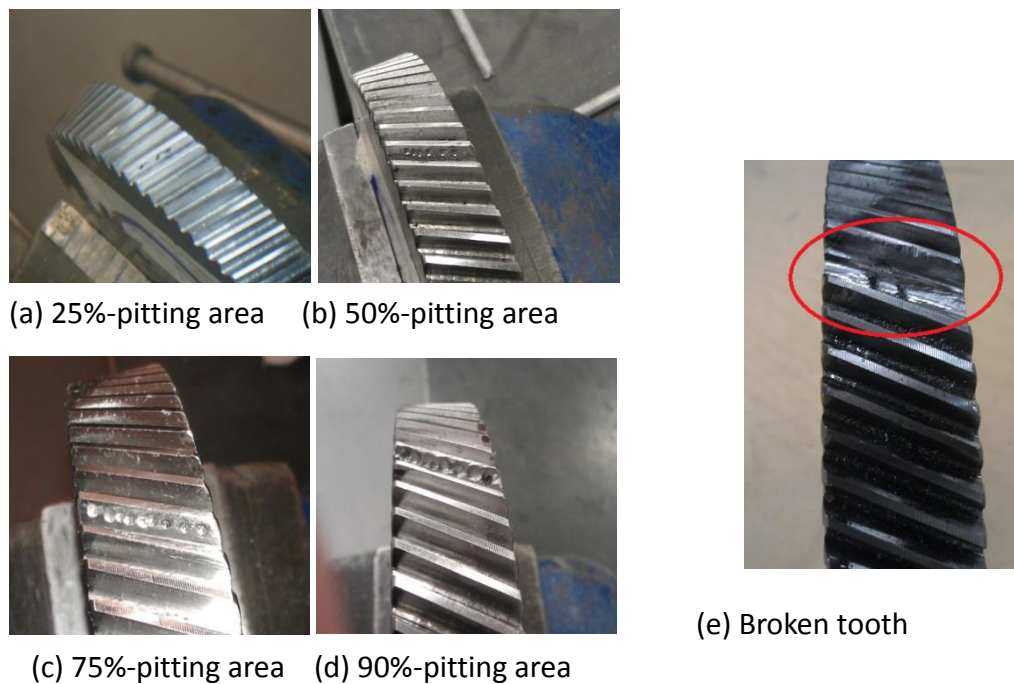 (a) 25%-pitting area
(b) 50%-pitting area
(c) 75%-pitting area
(d) 90%-pitting area
(e) Broken tooth